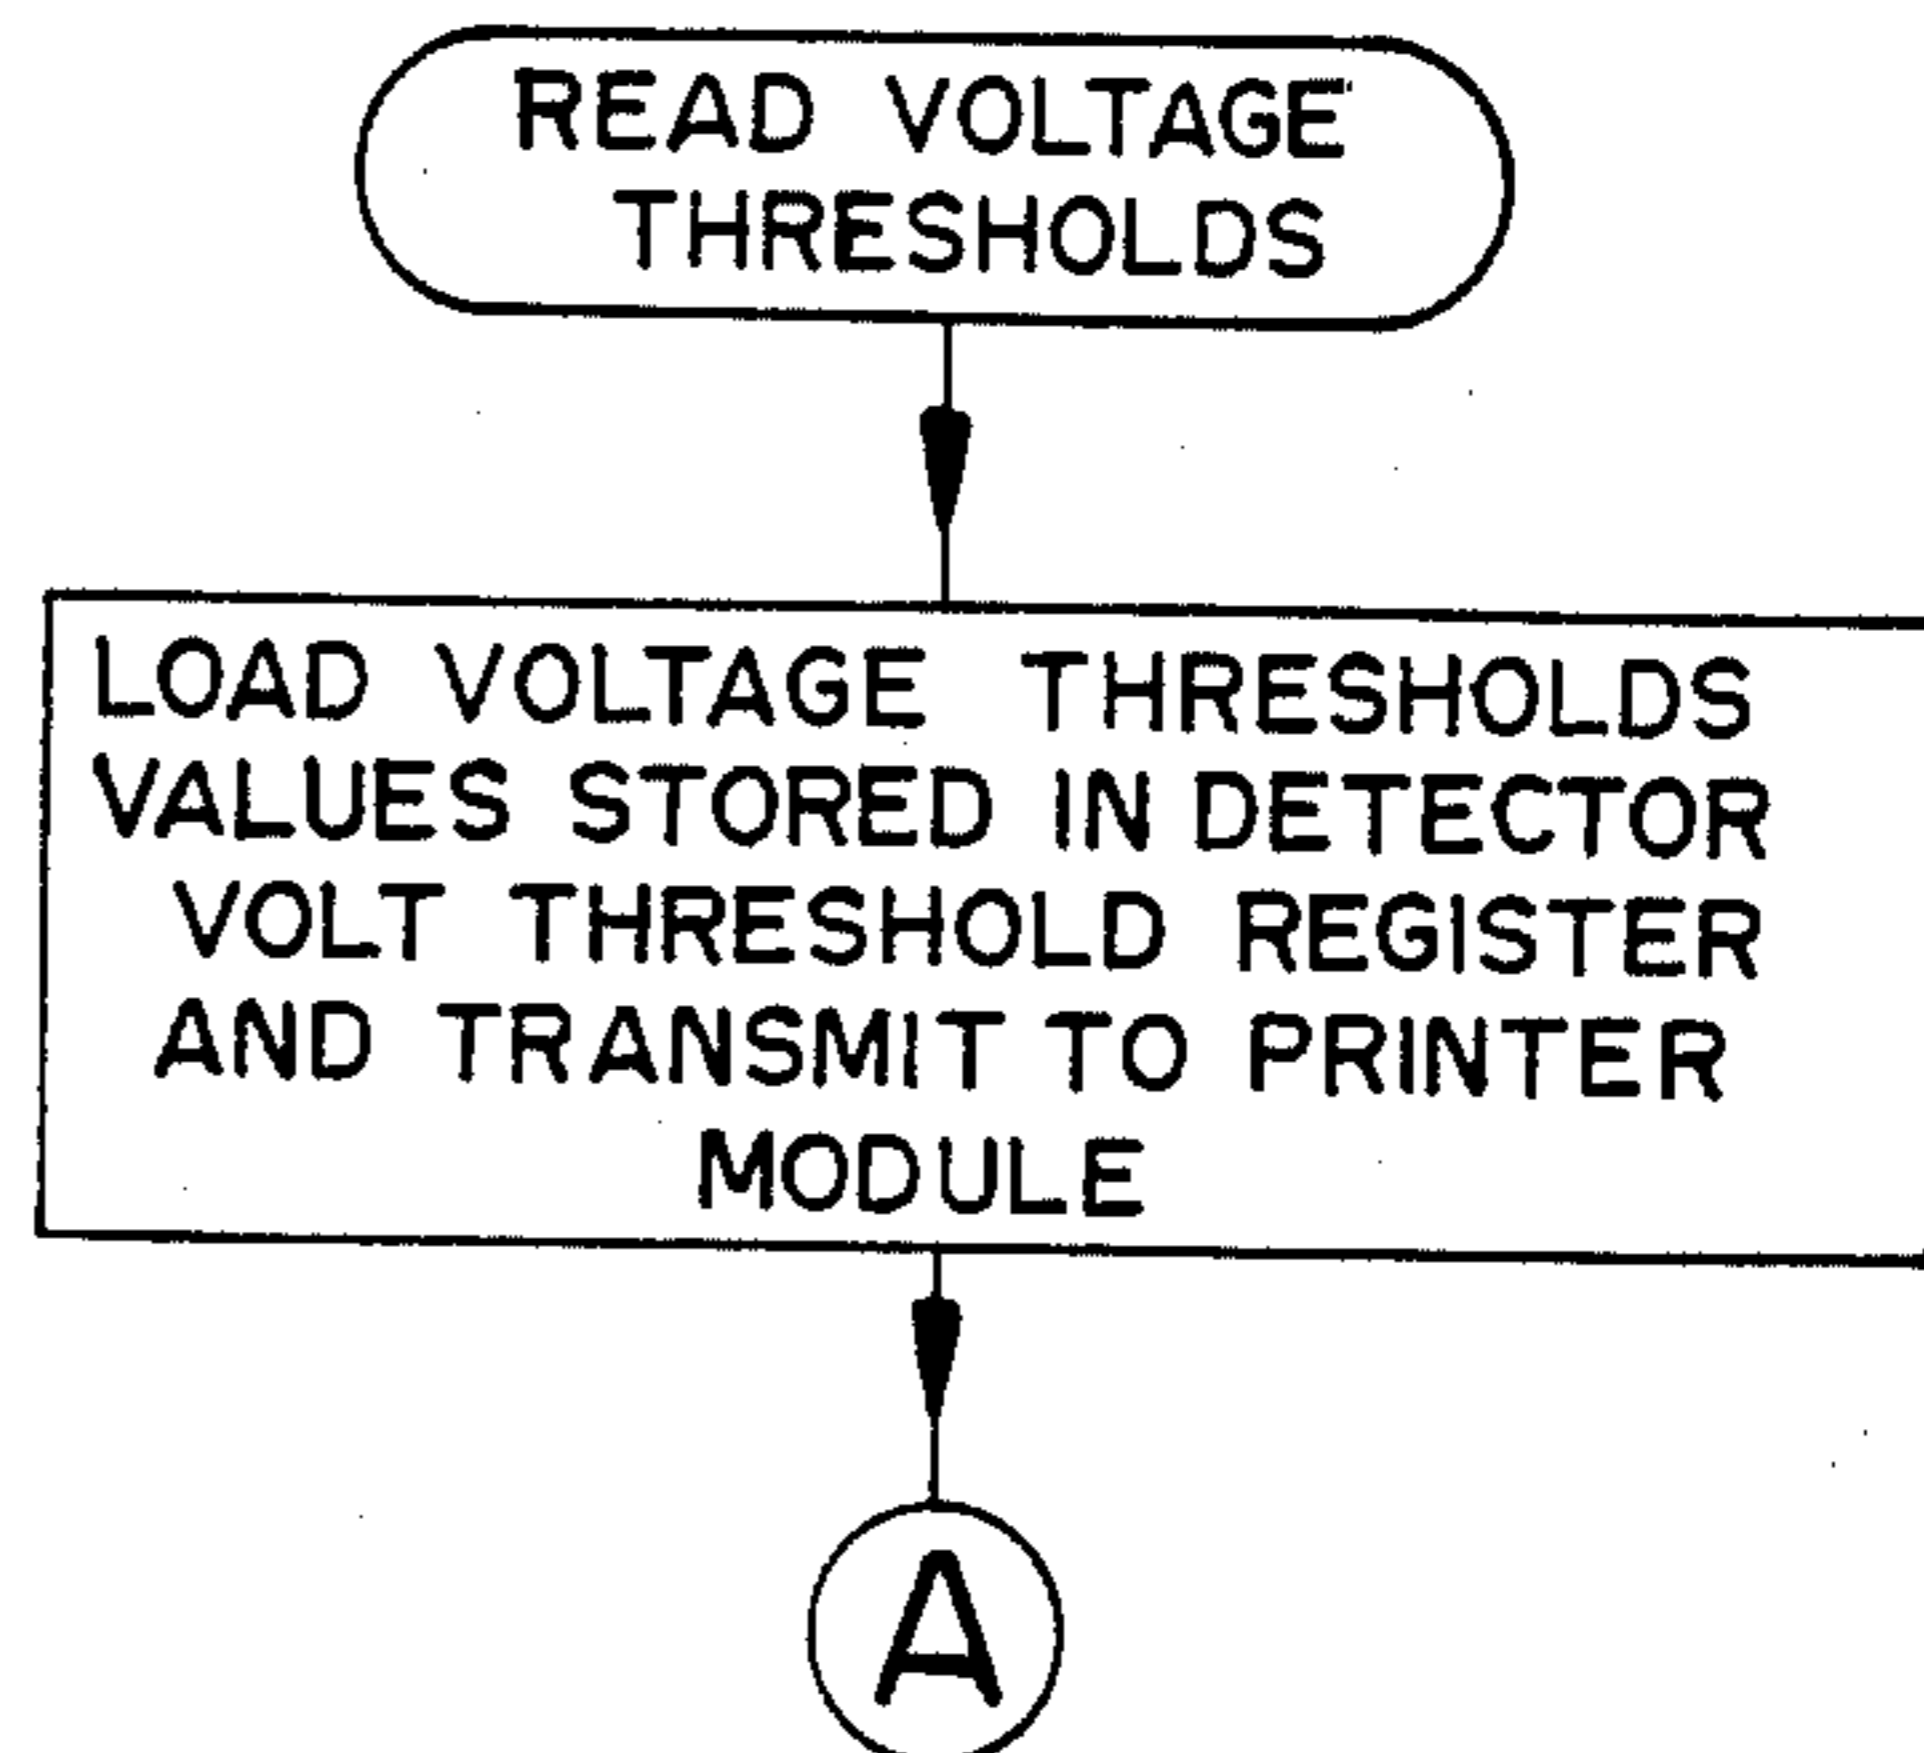 READ VOLTAGE
THRESHOLDS
LOAD VOLTAGE THRESHOLDS
VALUES STORED IN DETECTOR
VOLT THRESHOLD REGISTER
AND TRANSMIT TO PRINTER
MODULE
A